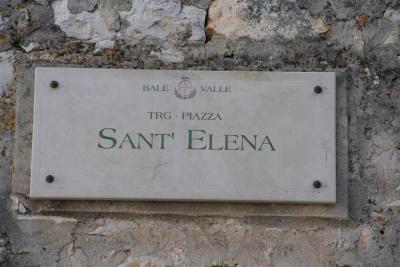 BALE VALLE
TRG - PIAZZA
SANT' ELENA